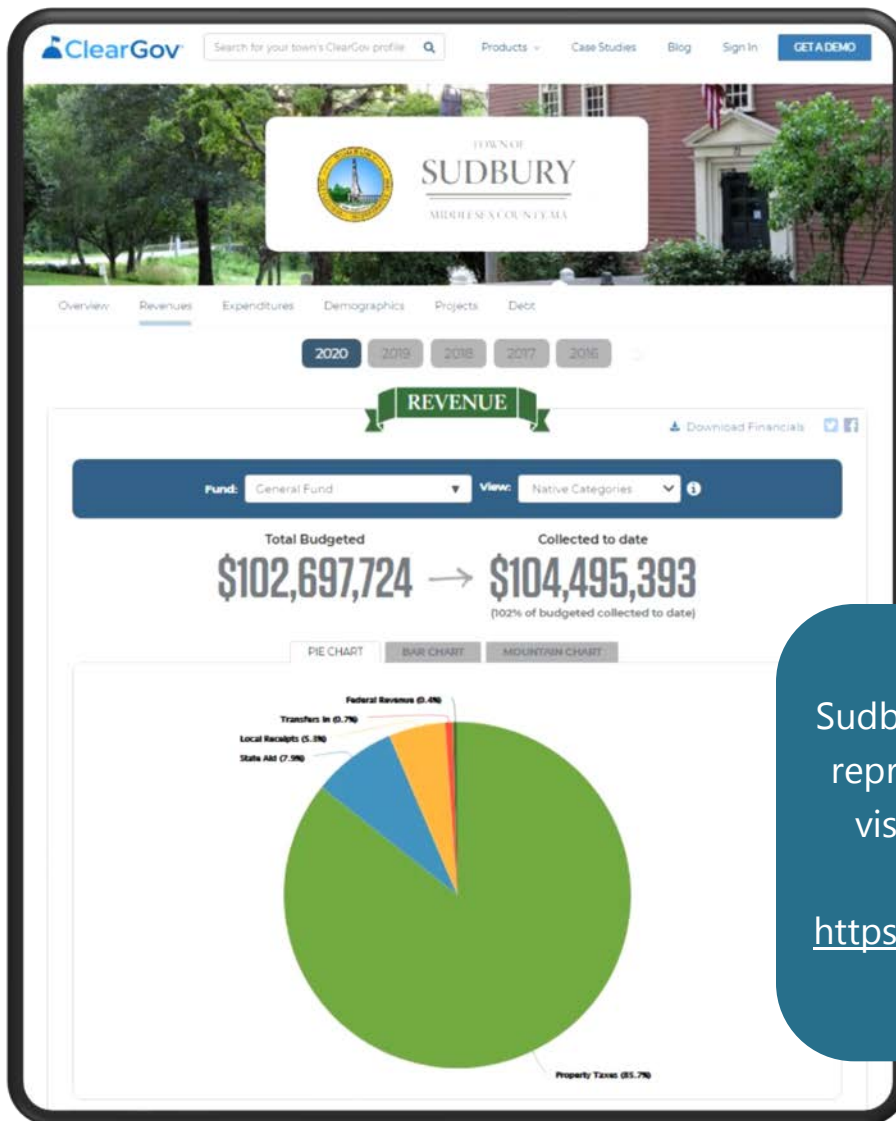 ClearGov
Search for your town's ClearGov profile
Products
Case Studies
Blog
Sign In
GET A DEMO
TOWN OF
SUDBURY
MIDDLESEX COUNTY, MA
Overview
Revenues
Expenditures
Demographics
Projects
Debt
2020
2019
2018
2017
2016
REVENUE
Download Financials
Fund:
General Fund
View:
Native Categories
Total Budgeted
Collected to date
$102,697,724
$104,495,393
(102% of budgeted collected to date)
PIE CHART
BAR CHART
MOUNTAIN CHART
Federal Revenue (0.4%)
Transfers In (0.7%)
Local Receipts (5.3%)
State Aid (7.9%)
Property Taxes (85.7%)
Sudb
repr
vis
https